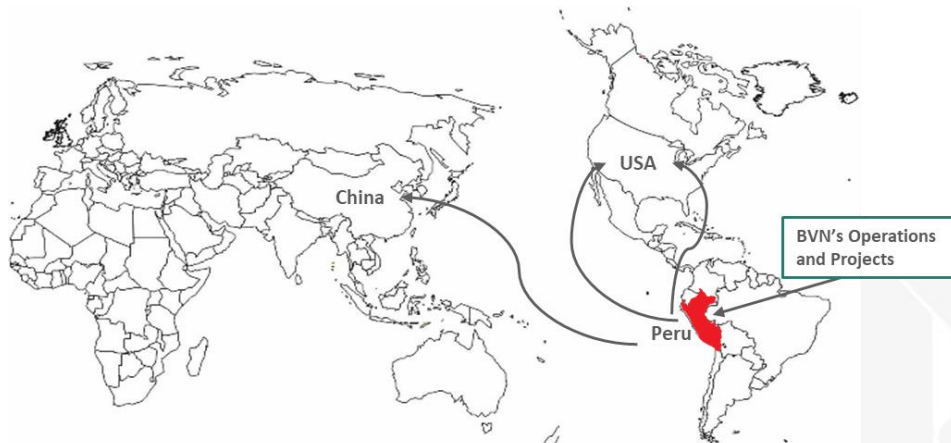 USA
China
BVN's Operations
and Projects
Peru